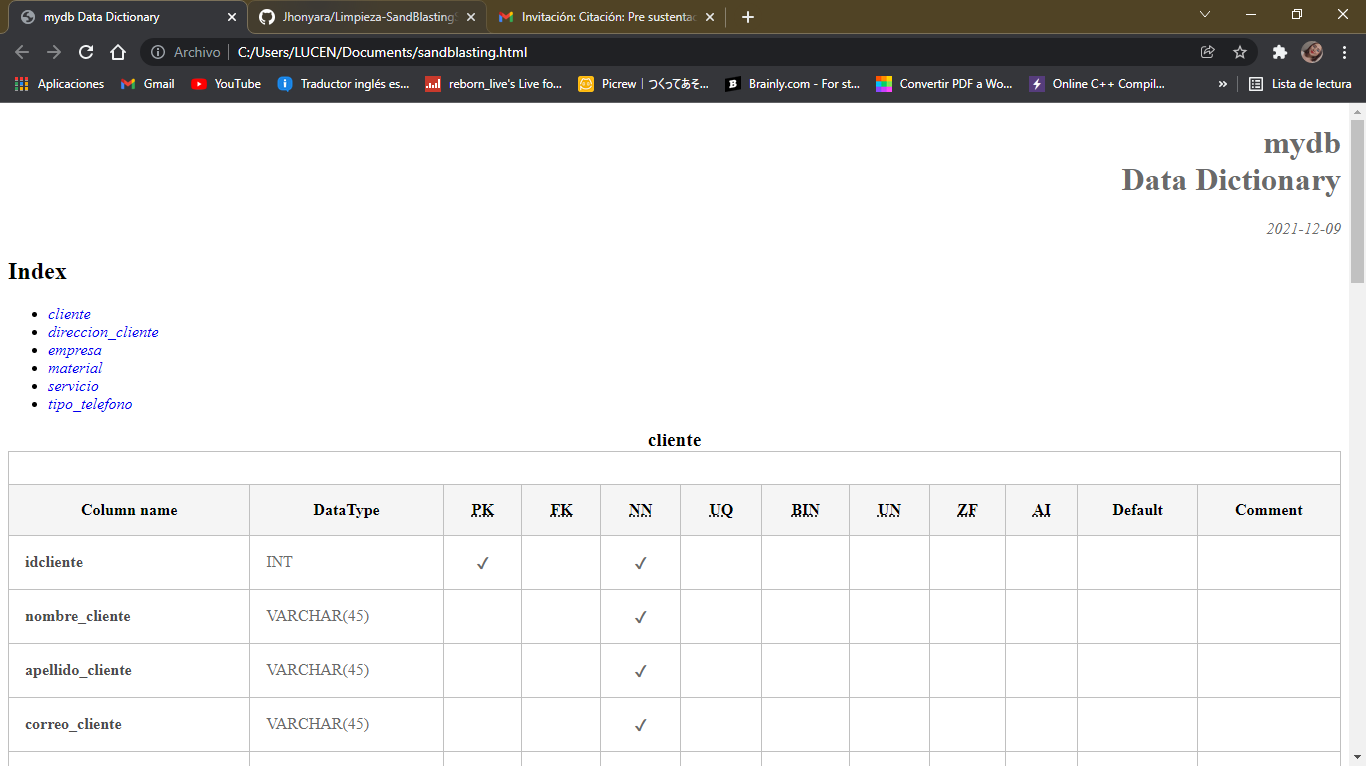 mydb Data Dictionary
Jhonyara/Limpieza-SandBlasting
Invitación: Citación: Pre sustentac
Archivo C:/Users/LUCEN/Documents/sandblasting.html
Aplicaciones Gmail YouTube Traductor inglés es... reborn_live's Live fo... Picrew | つくってあそ... Brainly.com - For st... Convertir PDF a Wo... Online C++ Compil... » Lista de lectura
mydb
Data Dictionary
2021-12-09
Index
cliente
direccion_cliente
empresa
material
servicio
tipo_telefono
cliente
Column name DataType PK FK NN UQ BIN UN ZF AI Default Comment
idcliente INT ✓ ✓
nombre_cliente VARCHAR(45) ✓
apellido_cliente VARCHAR(45) ✓
correo_cliente VARCHAR(45) ✓